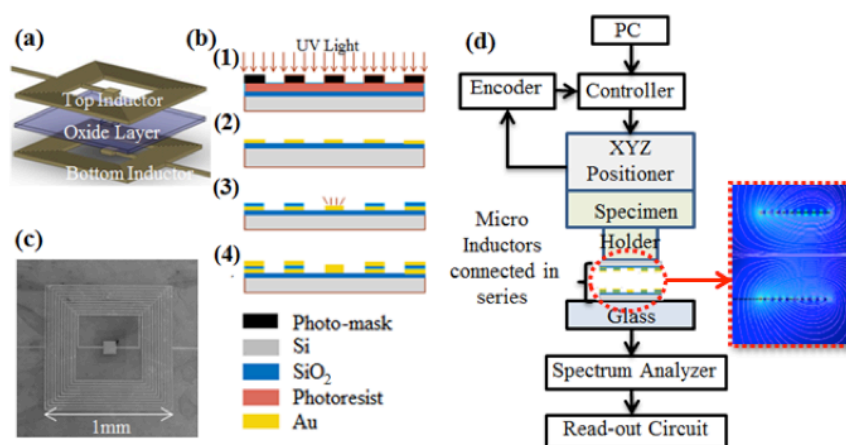 (a)
Top Inductor
Oxide Layer
Bottom Inductor
(b)
UV Light
(1)
(2)
(3)
(4)
Photo-mask
Si
SiO₂
Photoresist
Au
(c)
1mm
(d)
PC
Encoder
Controller
XYZ
Positioner
Specimen
Holder
Micro
Inductors
connected in
series
Glass
Spectrum Analyzer
Read-out Circuit